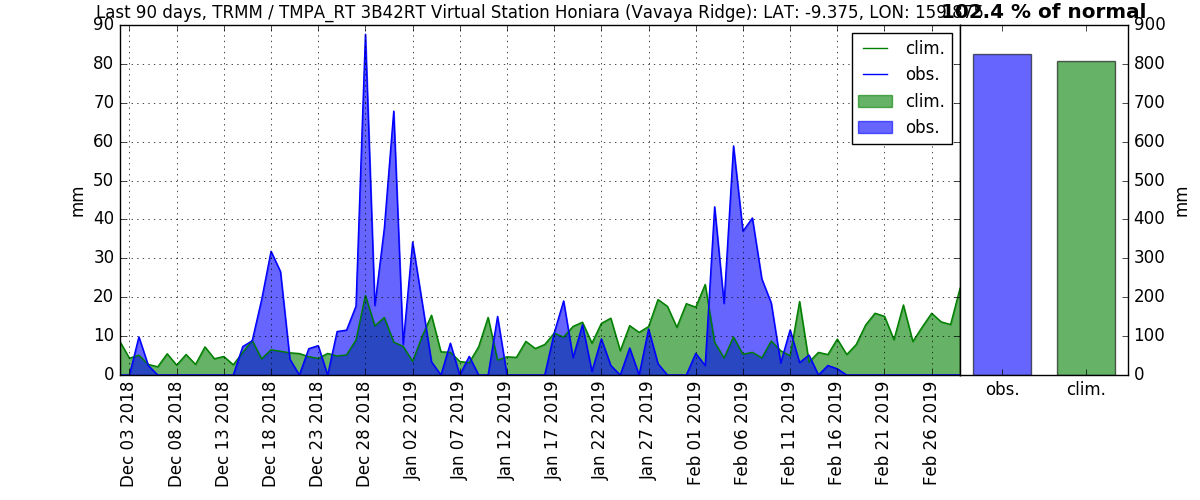 Last 90 days, TRMM / TMPA_RT 3B42RT Virtual Station Honiara (Vavaya Ridge): LAT: -9.375, LON: 159.875
102.4 % of normal
90
80
70
60
50
40
30
20
10
0
mm
clim.
obs.
clim.
obs.
900
800
700
600
500
400
300
200
100
0
mm
Dec 03 2018
Dec 08 2018
Dec 13 2018
Dec 18 2018
Dec 23 2018
Dec 28 2018
Jan 02 2019
Jan 07 2019
Jan 12 2019
Jan 17 2019
Jan 22 2019
Jan 27 2019
Feb 01 2019
Feb 06 2019
Feb 11 2019
Feb 16 2019
Feb 21 2019
Feb 26 2019
obs.
clim.